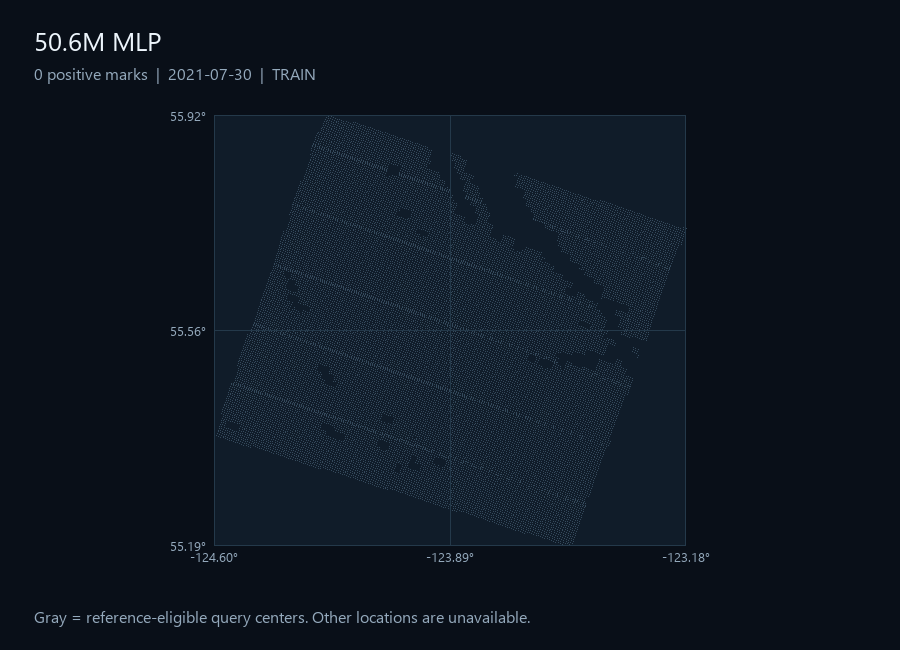 50.6M MLP
0 positive marks | 2021-07-30 | TRAIN
55.92°
55.56°
55.19°
-124.60°
-123.89°
-123.18°
Gray = reference-eligible query centers. Other locations are unavailable.